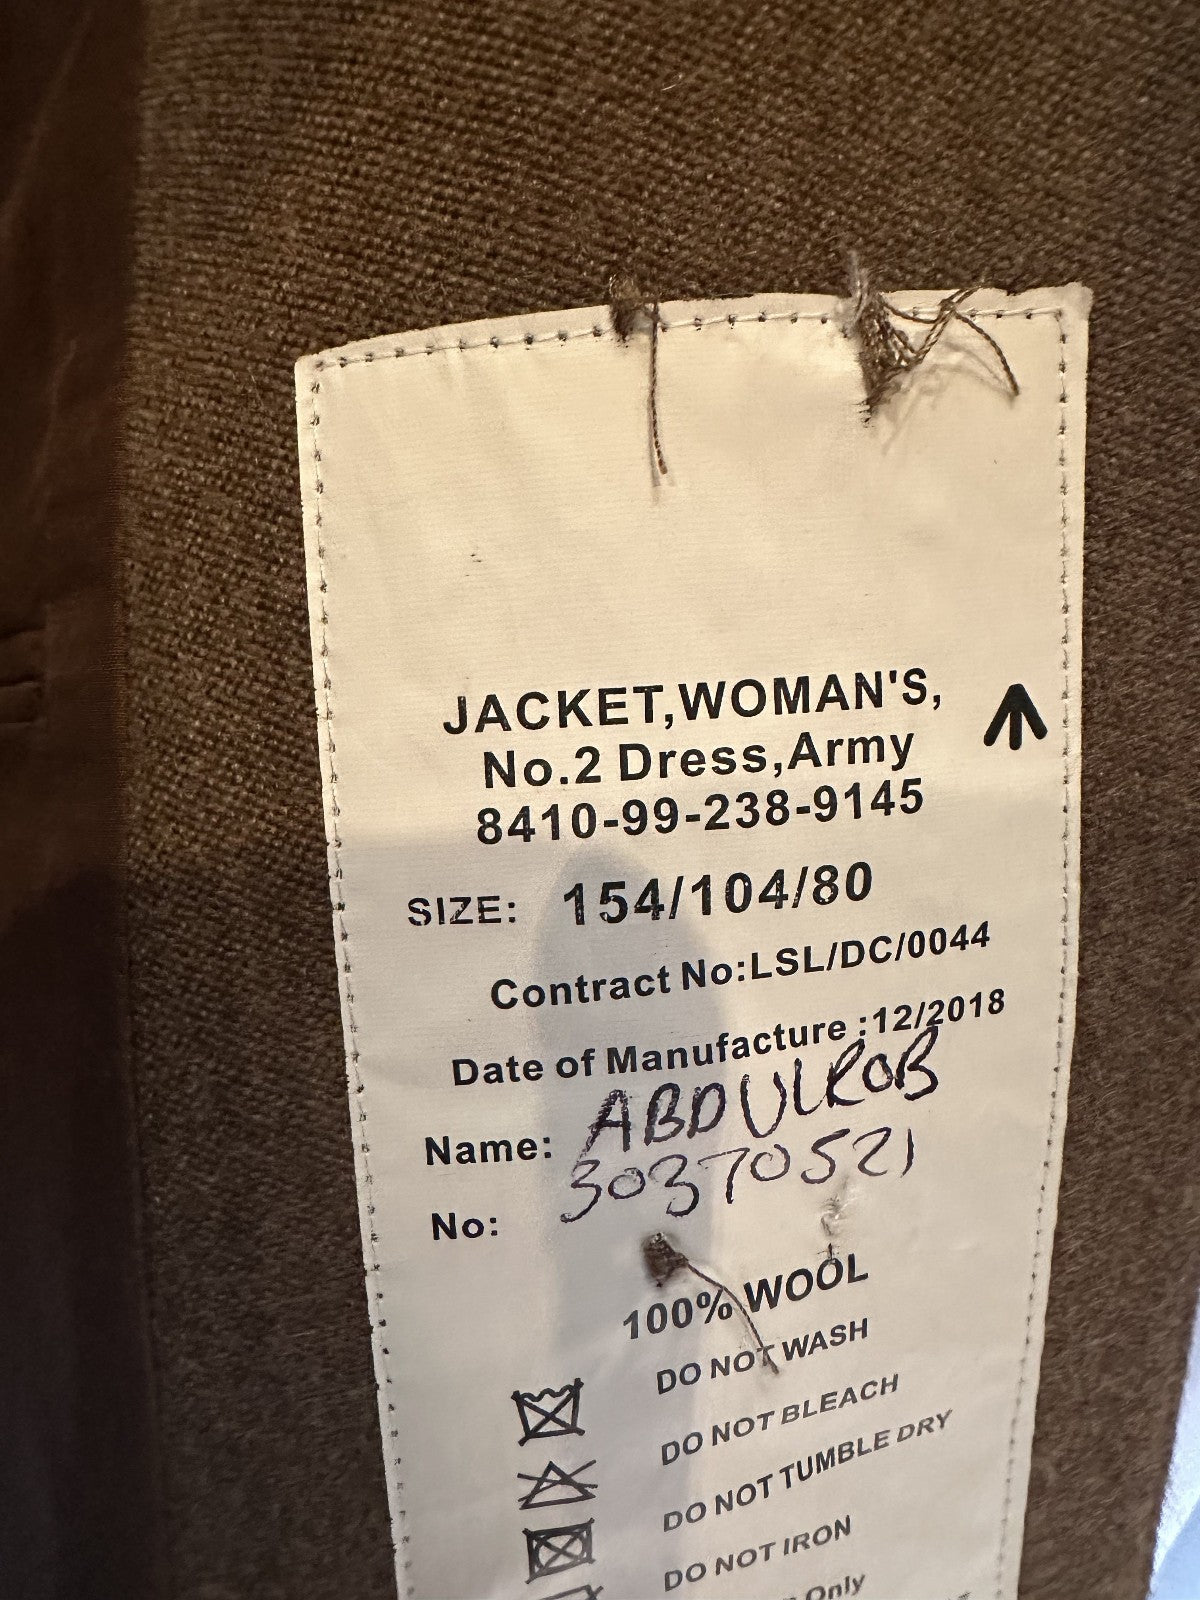 JACKET,WOMAN'S,
No.2 Dress,Army
8410-99-238-9145
SIZE: 154/104/80
Contract No:LSL/DC/0044
Date of Manufacture :12/2018
Name: ABDULROB
No: 30370521
100% WOOL
DO NOT WASH
DO NOT BLEACH
DO NOT TUMBLE DRY
DO NOT IRON
Only